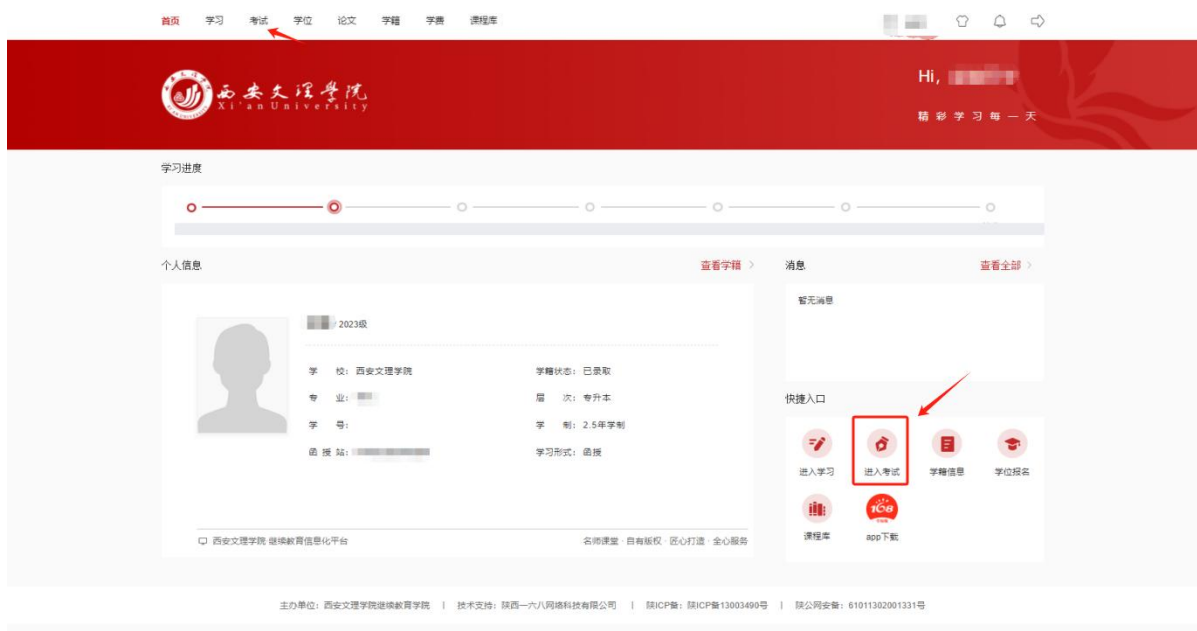 首页 学习 考试 学位 论文 学籍 学费 课程库
西安文理学院
Xi'an University
Hi,
精彩学习每一天
学习进度
个人信息 查看学籍 >
消息 查看全部 >
暂无消息
2023级
学 校: 西安文理学院 学籍状态: 已录取
专 业: 层 次: 专升本
学 号: 学 制: 2.5年学制
函 授 站: 学习形式: 函授
快捷入口
进入学习 进入考试 学籍信息 学位报名
168
课程库 app下载
西安文理学院 继续教育信息化平台 名师课堂 · 自有版权 · 匠心打造 · 全心服务
主办单位: 西安文理学院继续教育学院 | 技术支持: 陕西一六八网络科技有限公司 | 陕ICP备: 陕ICP备13003490号 | 陕公网安备: 61011302001331号